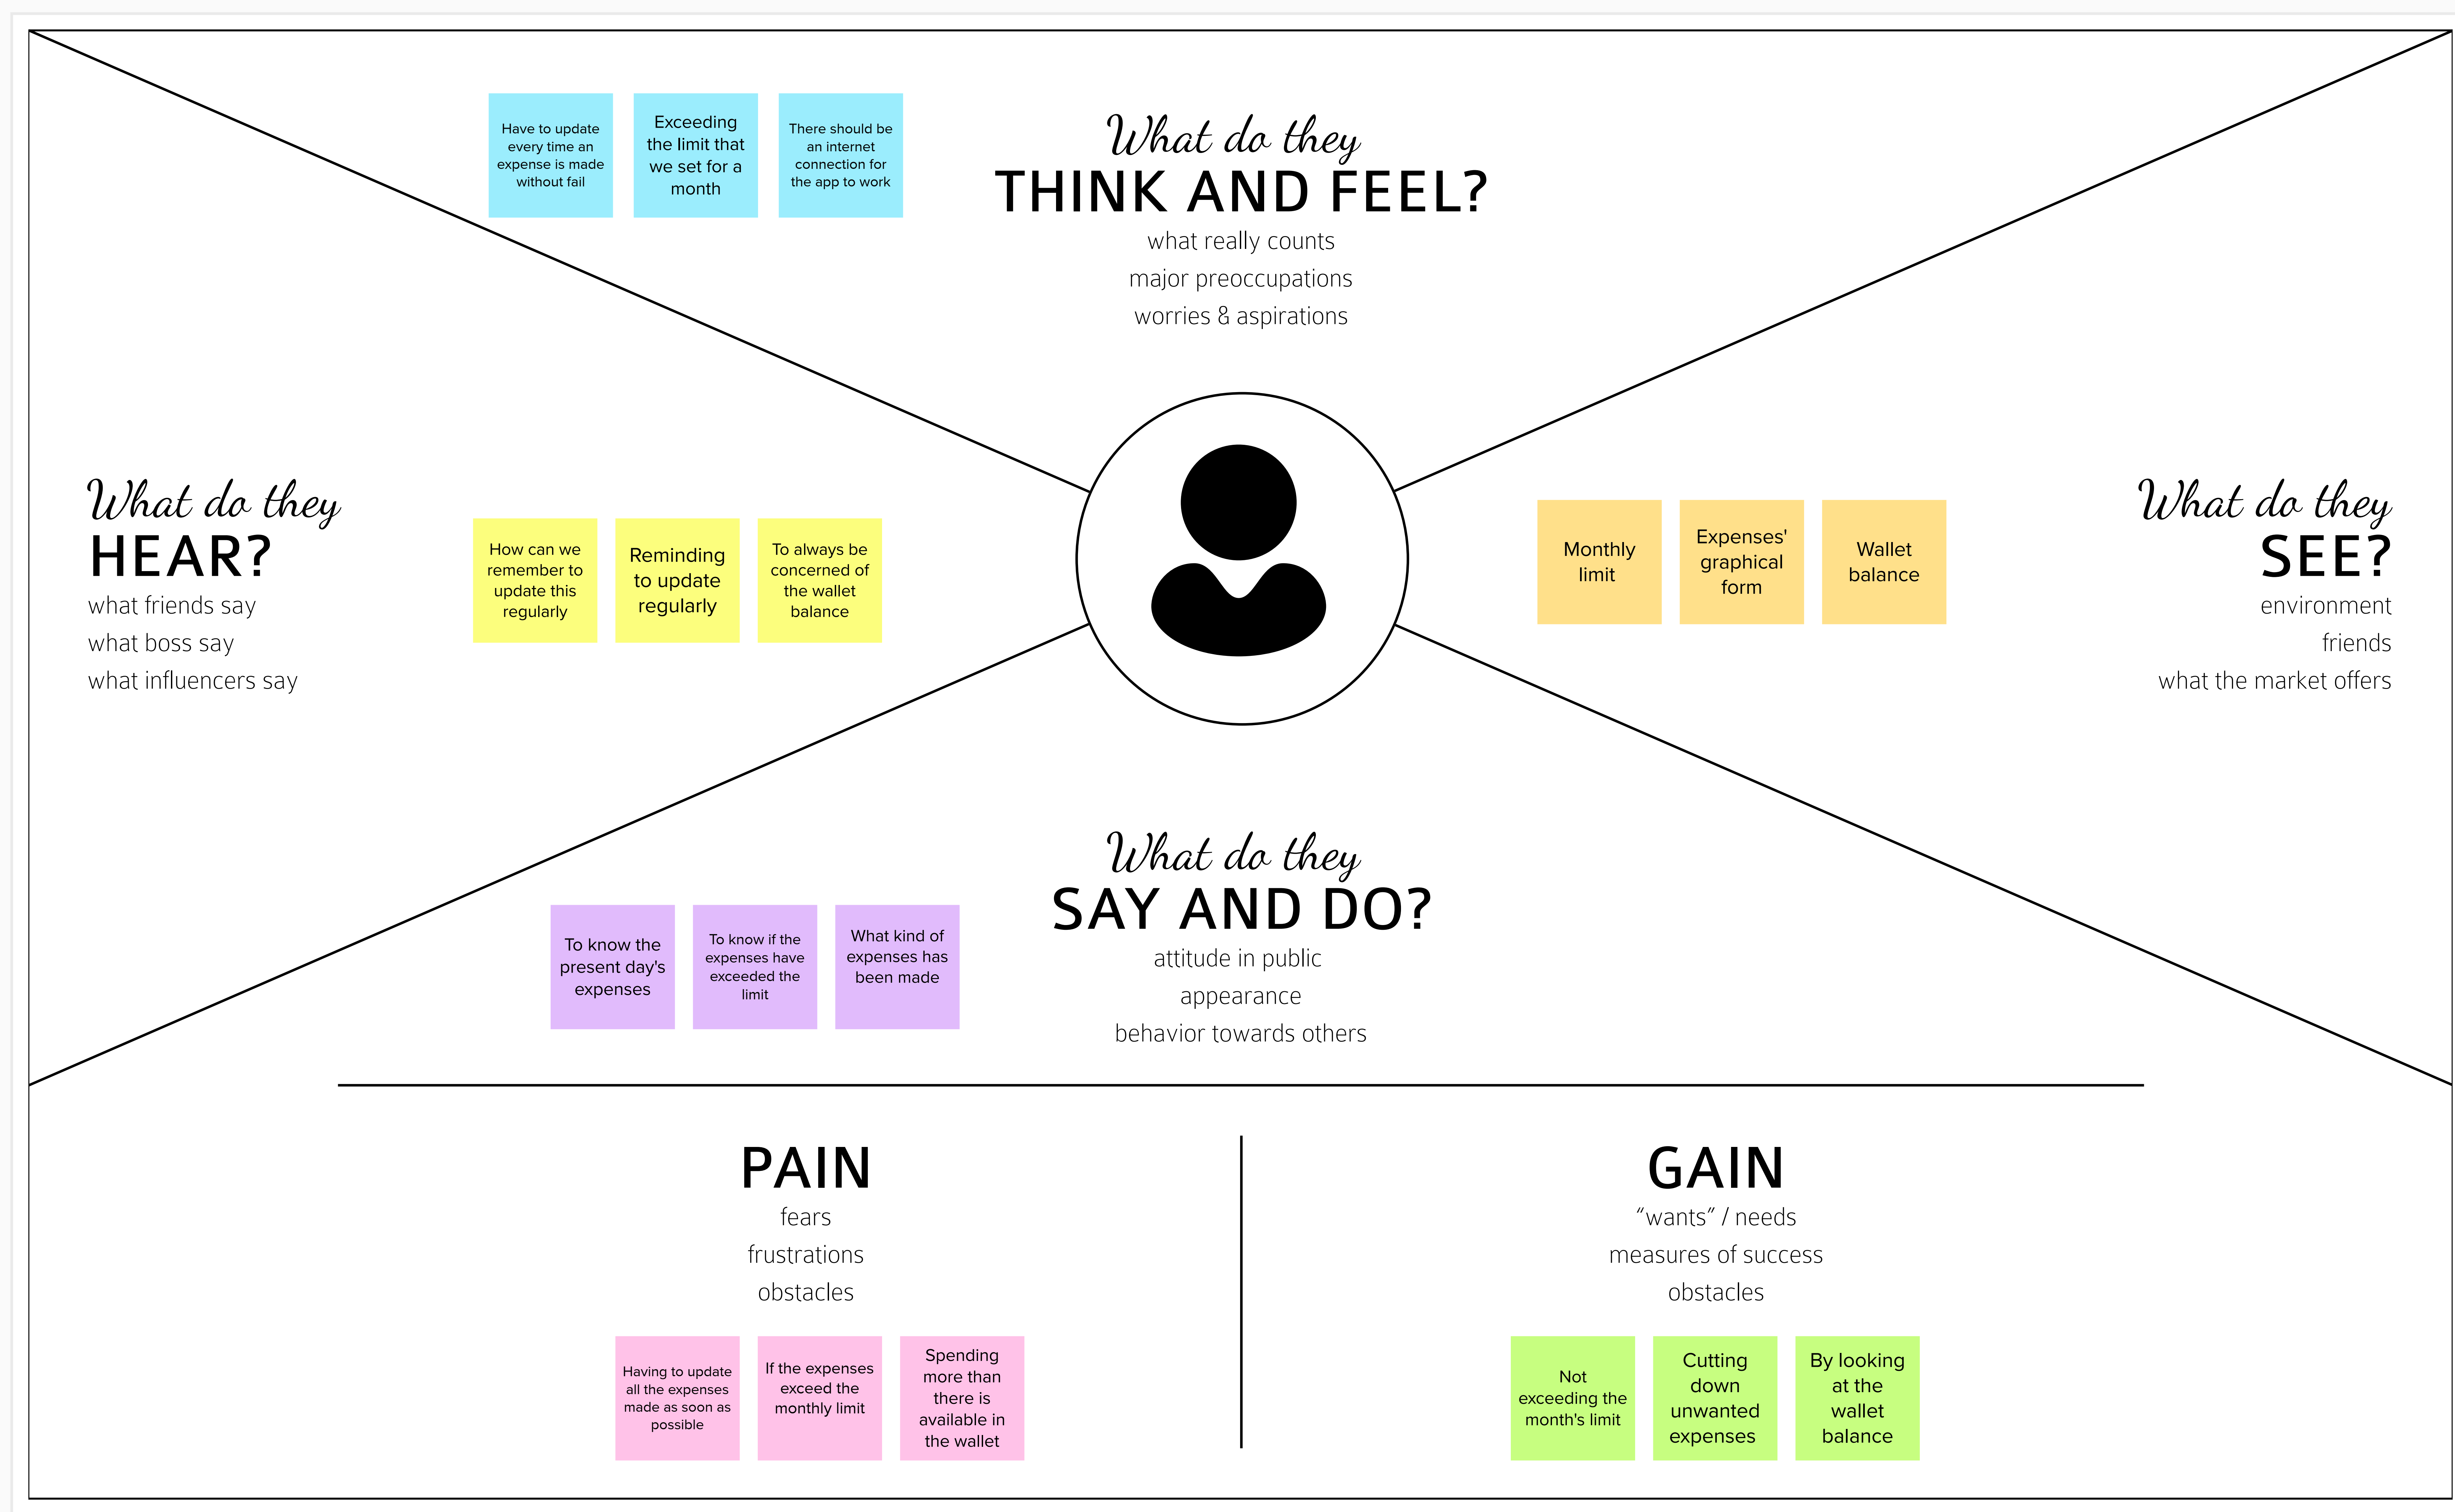 Have to update
every time an
expense is made
without fail
Exceeding
the limit that
we set for a
month
There should be
an internet
connection for
the app to work
What do they
THINK AND FEEL?
what really counts
major preoccupations
worries & aspirations
What do they
HEAR?
what friends say
what boss say
what influencers say
How can we
remember to
update this
regularly
Reminding
to update
regularly
To always be
concerned of
the wallet
balance
Monthly
limit
Expenses'
graphical
form
Wallet
balance
What do they
SEE?
environment
friends
what the market offers
What do they
SAY AND DO?
attitude in public
appearance
behavior towards others
To know the
present day's
expenses
To know if the
expenses have
exceeded the
limit
What kind of
expenses has
been made
PAIN
fears
frustrations
obstacles
Having to update
all the expenses
made as soon as
possible
If the expenses
exceed the
monthly limit
Spending
more than
there is
available in
the wallet
GAIN
“wants” / needs
measures of success
obstacles
Not
exceeding the
month's limit
Cutting
down
unwanted
expenses
By looking
at the
wallet
balance